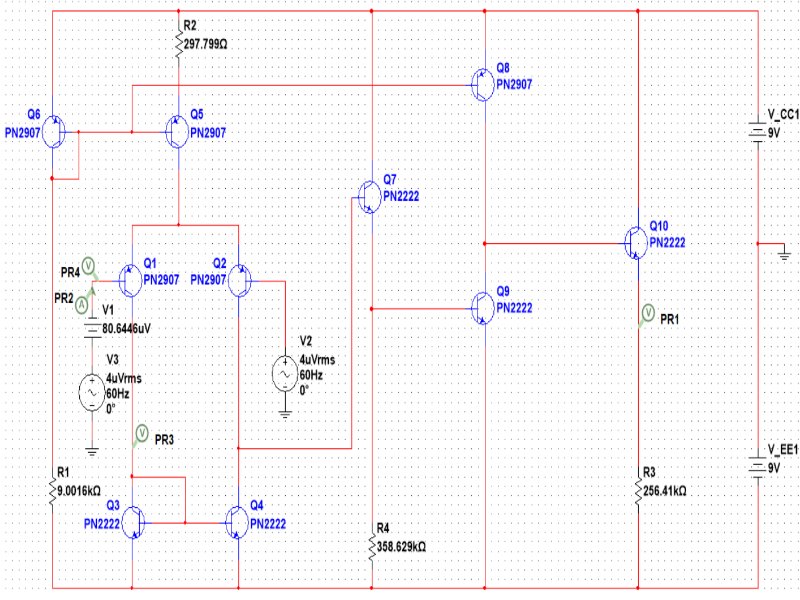 R2
297.799Ω
Q8
PN2907
Q6
PN2907
Q5
PN2907
V_CC1
9V
Q7
PN2222
Q10
PN2222
PR4
V
PR2
A
Q1
PN2907
Q2
PN2907
V1
80.6446uV
Q9
PN2222
V
PR1
V3
4uVrms
60Hz
0°
V2
4uVrms
60Hz
0°
V
PR3
V_EE1
9V
R1
9.0016kΩ
R3
256.41kΩ
Q3
PN2222
Q4
PN2222
R4
358.629kΩ